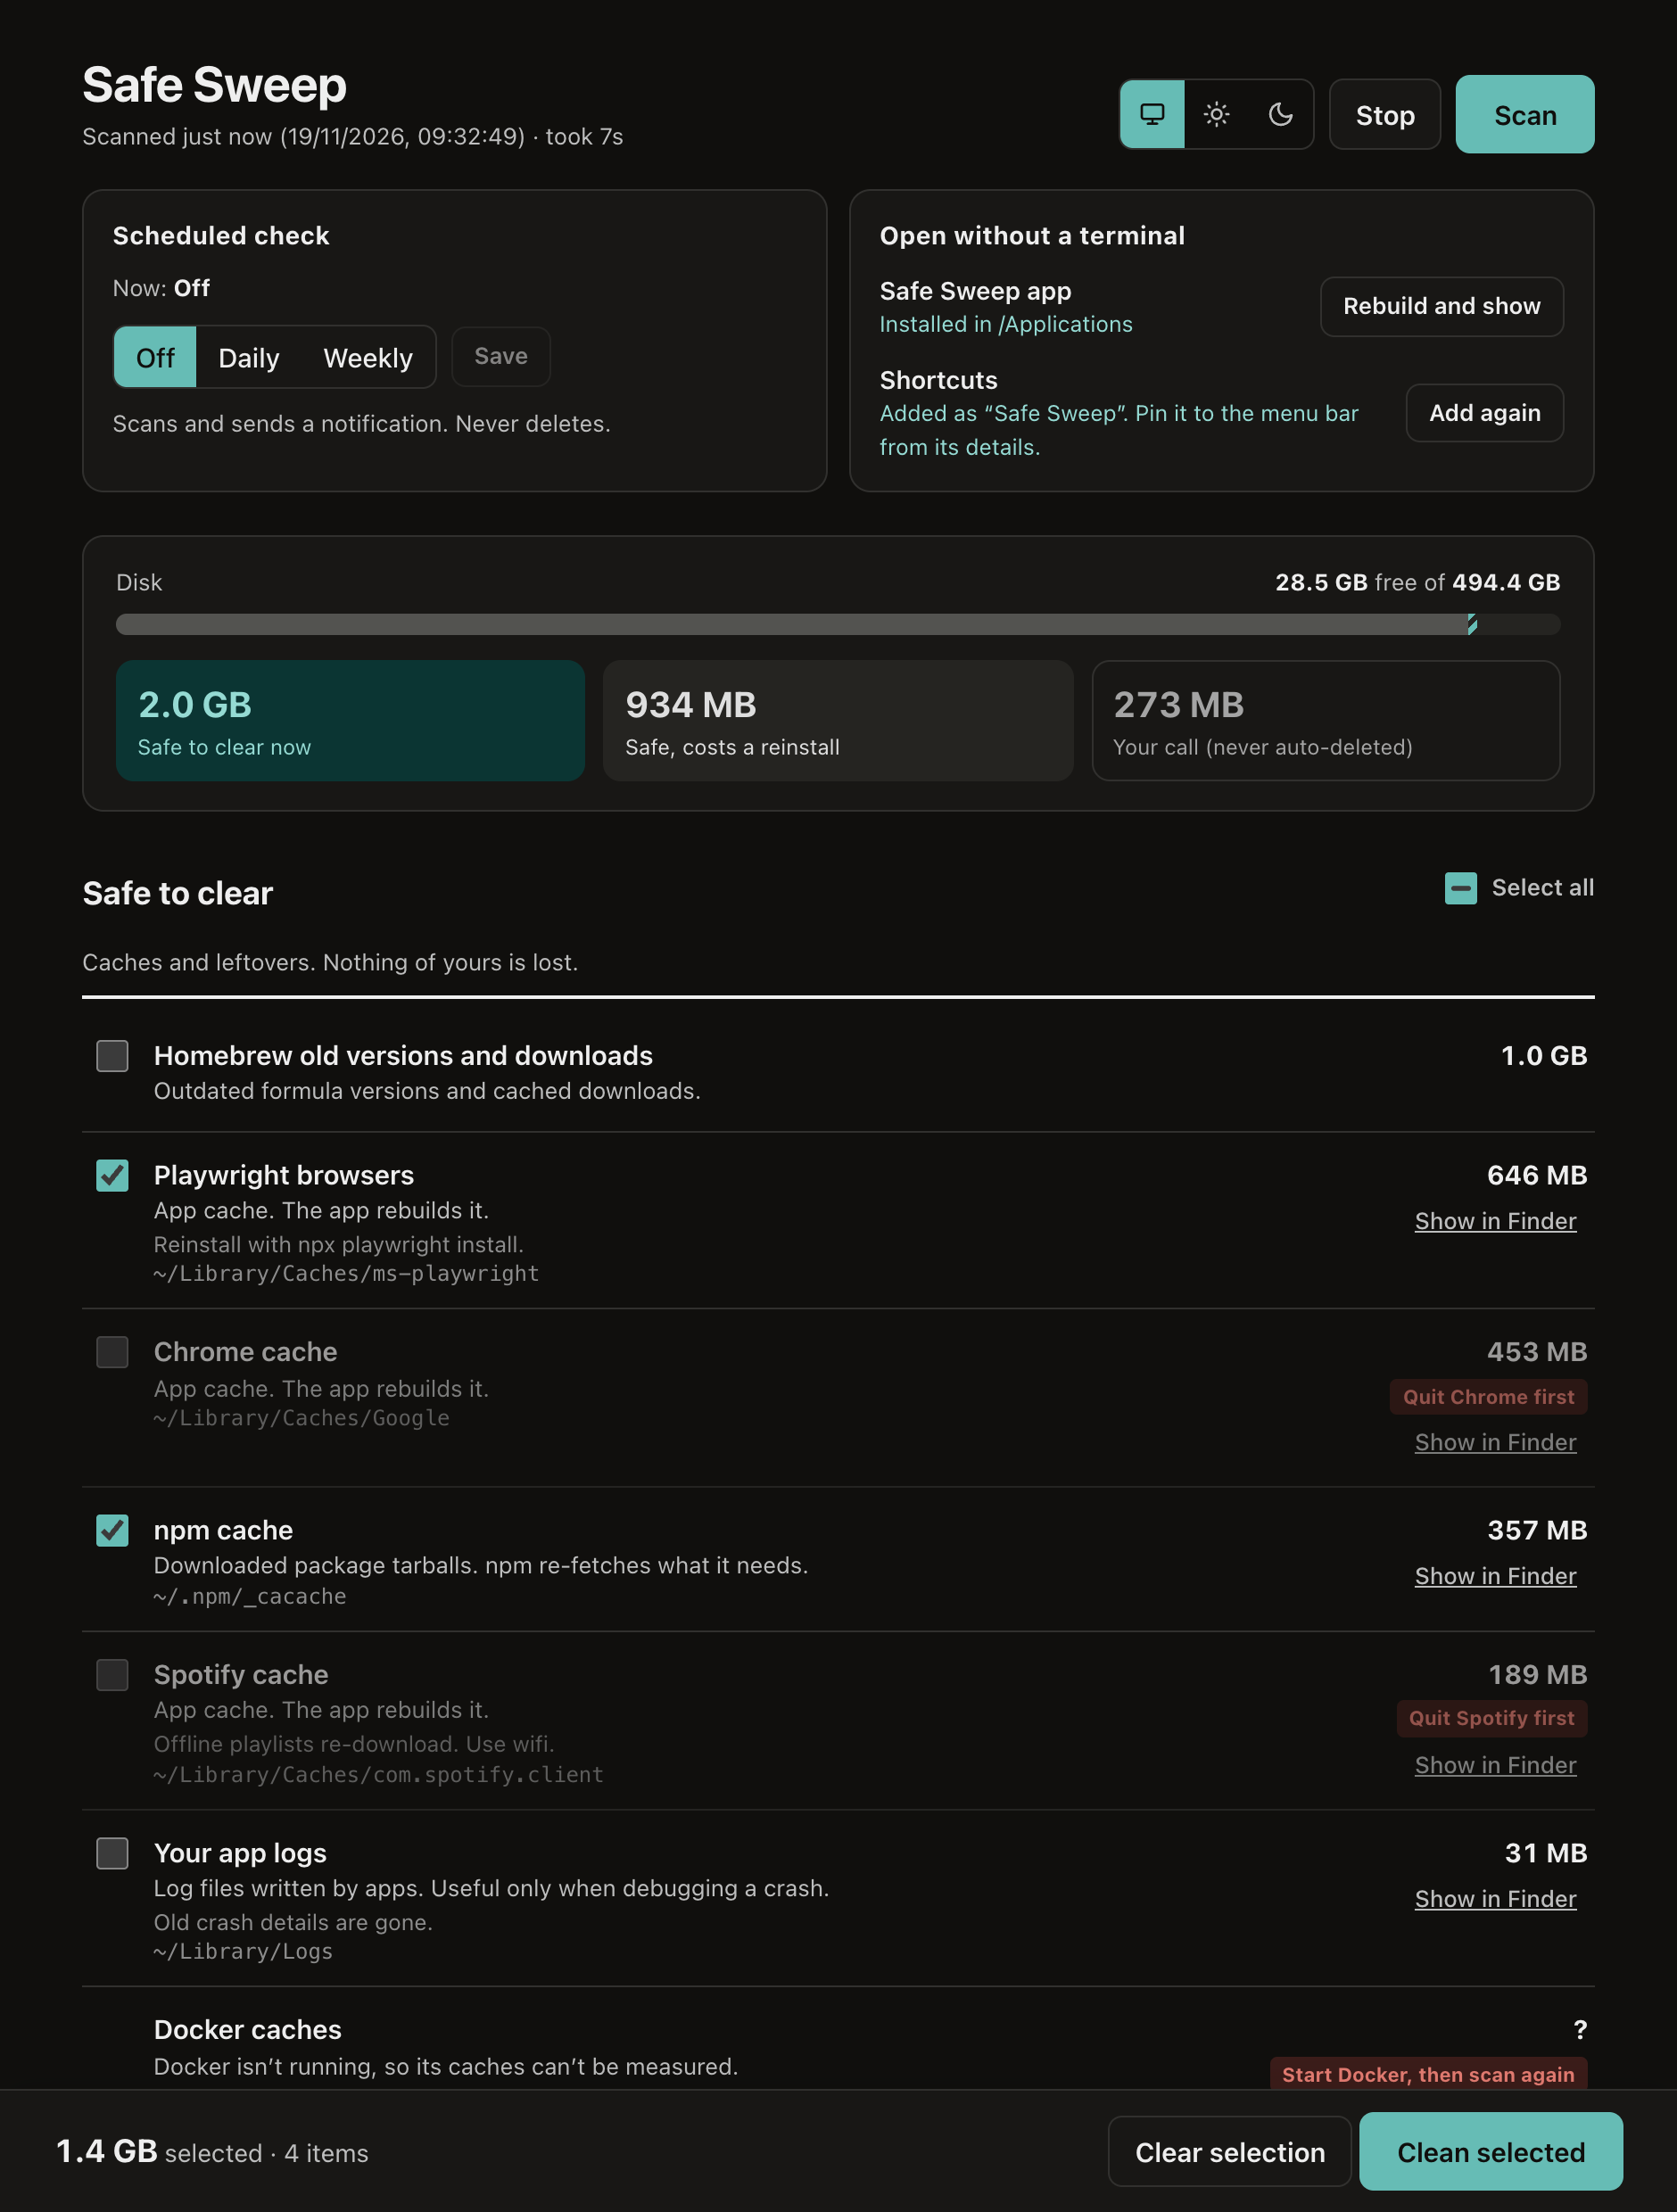 Safe Sweep
Scanned just now (19/11/2026, 09:32:49) · took 7s
Stop
Scan
Scheduled check
Now: Off
Off
Daily
Weekly
Save
Scans and sends a notification. Never deletes.
Open without a terminal
Safe Sweep app
Installed in /Applications
Rebuild and show
Shortcuts
Added as “Safe Sweep”. Pin it to the menu bar
from its details.
Add again
Disk
28.5 GB free of 494.4 GB
2.0 GB
Safe to clear now
934 MB
Safe, costs a reinstall
273 MB
Your call (never auto-deleted)
Safe to clear
Select all
Caches and leftovers. Nothing of yours is lost.
Homebrew old versions and downloads
1.0 GB
Outdated formula versions and cached downloads.
Playwright browsers
646 MB
App cache. The app rebuilds it.
Show in Finder
Reinstall with npx playwright install.
~/Library/Caches/ms-playwright
Chrome cache
453 MB
App cache. The app rebuilds it.
Quit Chrome first
~/Library/Caches/Google
Show in Finder
npm cache
357 MB
Downloaded package tarballs. npm re-fetches what it needs.
Show in Finder
~/.npm/_cacache
Spotify cache
189 MB
App cache. The app rebuilds it.
Quit Spotify first
Offline playlists re-download. Use wifi.
Show in Finder
~/Library/Caches/com.spotify.client
Your app logs
31 MB
Log files written by apps. Useful only when debugging a crash.
Show in Finder
Old crash details are gone.
~/Library/Logs
Docker caches
?
Docker isn’t running, so its caches can’t be measured.
Start Docker, then scan again
1.4 GB selected · 4 items
Clear selection
Clean selected